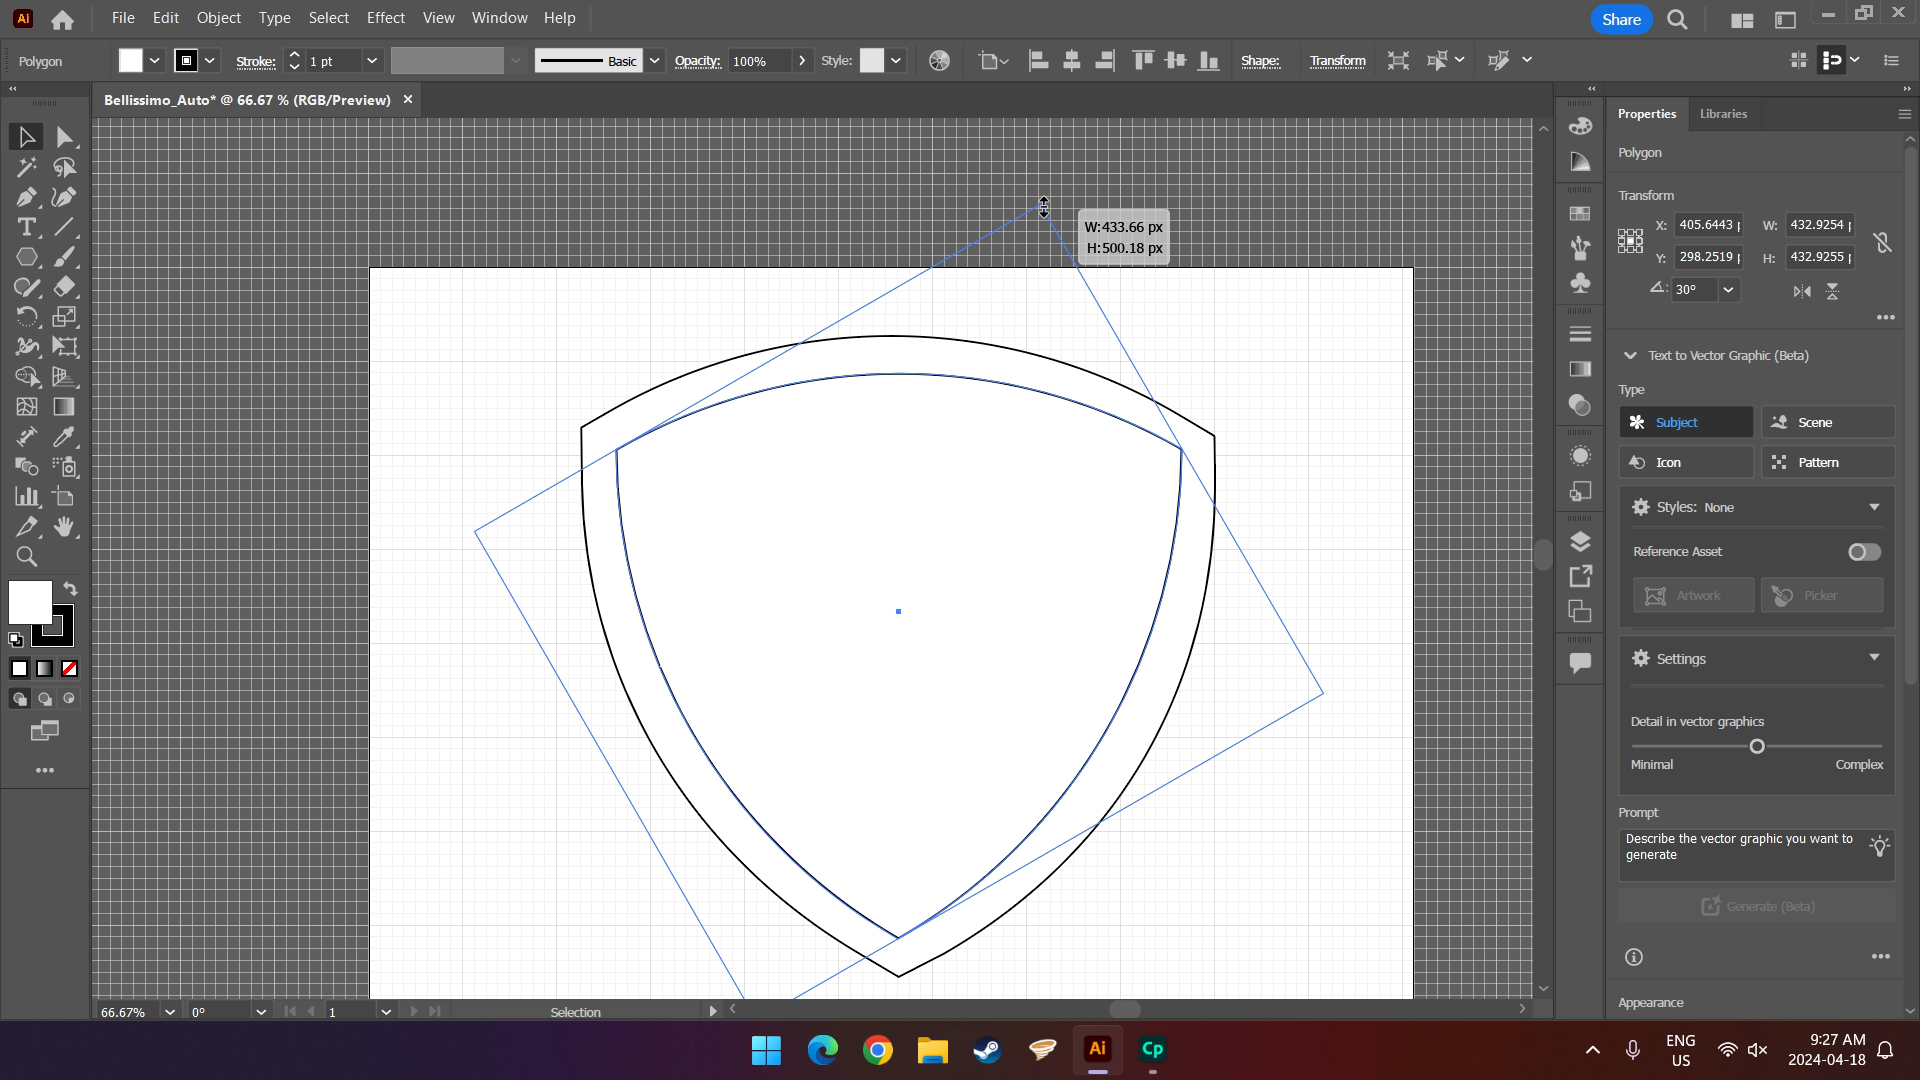 Ai
File Edit Object Type Select Effect View Window Help
Share
Polygon
Stroke: 1 pt
Basic
Opacity: 100%
Style:
Shape:
Transform
Bellissimo_Auto* @ 66.67 % (RGB/Preview) ×
Properties Libraries
Polygon
Transform
X: 405.6443 W: 432.9254
Y: 298.2519 H: 432.9255
30°
W:433.66 px
H:500.18 px
Text to Vector Graphic (Beta)
Type
Subject Scene
Icon Pattern
Styles: None
Reference Asset
Artwork Picker
Settings
Detail in vector graphics
Minimal Complex
Prompt
Describe the vector graphic you want to
generate
Generate (Beta)
Appearance
66.67% 0° 1 Selection
Ai
Cp
ENG
US
9:27 AM
2024-04-18